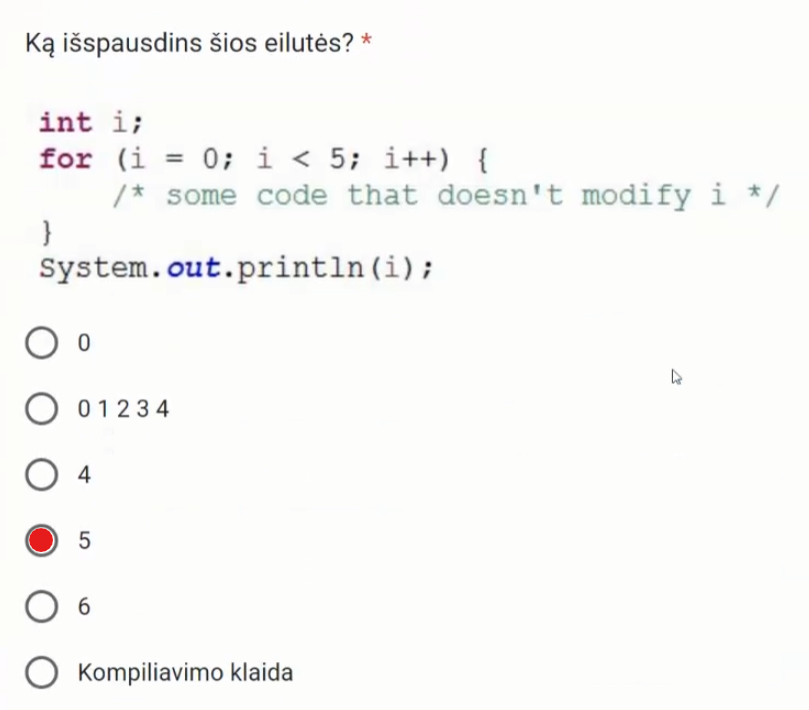 Ką išspausdins šios eilutės? *
int i;
for (i = 0; i < 5; i++) {
/* some code that doesn't modify i */
}
System.out.println(i);
0
0 1 2 3 4
4
5
6
Kompiliavimo klaida